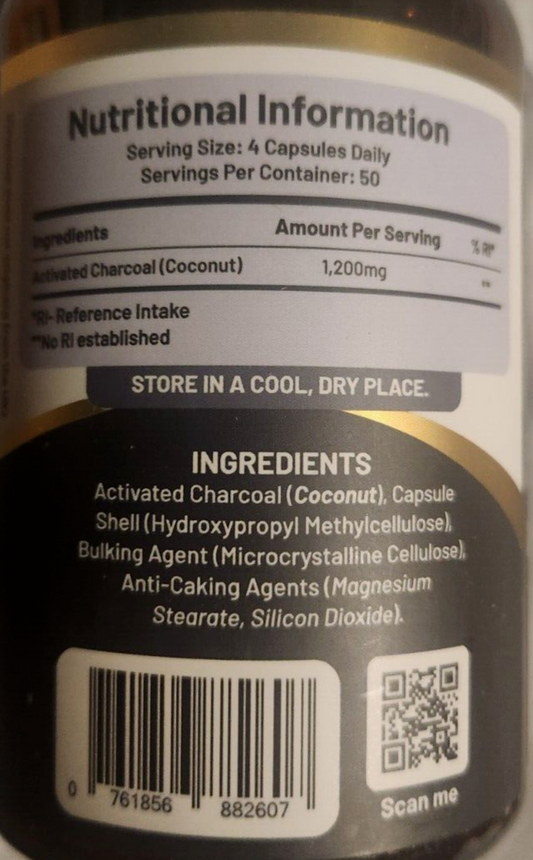 Nutritional Information
Serving Size: 4 Capsules Daily
Servings Per Container: 50
Ingredients Amount Per Serving % RI*
Activated Charcoal (Coconut) 1,200mg **
*RI- Reference Intake
**No RI established
STORE IN A COOL, DRY PLACE.
INGREDIENTS
Activated Charcoal (Coconut), Capsule
Shell (Hydroxypropyl Methylcellulose),
Bulking Agent (Microcrystalline Cellulose),
Anti-Caking Agents (Magnesium
Stearate, Silicon Dioxide).
0 761856 882607
Scan me